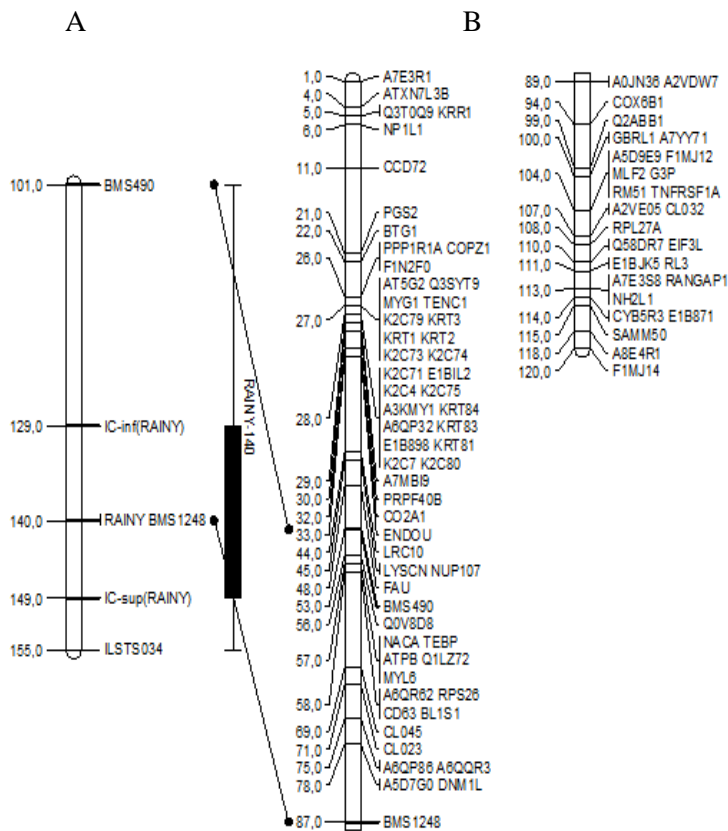 A
B
101,0 BMS490
129,0 IC-inf(RAINY)
140,0 RAINY BMS1248
149,0 IC-sup(RAINY)
155,0 ILSTS034
RAINY-140
1,0 A7E3R1
4,0 ATXN7L3B
5,0 Q3T0Q9 KRR1
6,0 NP1L1
11,0 CCD72
21,0 PGS2
22,0 BTG1
PPP1R1A COPZ1
26,0 F1N2F0
AT5G2 Q3SYT9
MYG1 TENC1
27,0 K2C79 KRT3
KRT1 KRT2
K2C73 K2C74
K2C71 E1BIL2
K2C4 K2C75
A3KMY1 KRT84
28,0 A6QP32 KRT83
E1B898 KRT81
K2C7 K2C80
29,0 A7MBI9
30,0 PRPF40B
32,0 CO2A1
33,0 ENDOU
44,0 LRC10
45,0 LYSCN NUP107
48,0 FAU
53,0 BMS490
56,0 Q0V8D8
NACA TEBP
57,0 ATPB Q1LZ72
MYL6
A6QR62 RPS26
58,0 CD63 BL1S1
69,0 CL045
71,0 CL023
75,0 A6QP86 A6QQR3
78,0 A5D7G0 DNM1L
87,0 BMS1248
89,0 A0JN36 A2VDW7
94,0 COX6B1
99,0 Q2ABB1
100,0 GBRL1 A7YY71
A5D9E9 F1MJ12
104,0 MLF2 G3P
RM51 TNFRSF1A
107,0 A2VE05 CL032
108,0 RPL27A
110,0 Q58DR7 EIF3L
111,0 E1BJK5 RL3
A7E3S8 RANGAP1
113,0 NH2L1
114,0 CYB5R3 E1B871
115,0 SAMM50
118,0 A8E4R1
120,0 F1MJ14